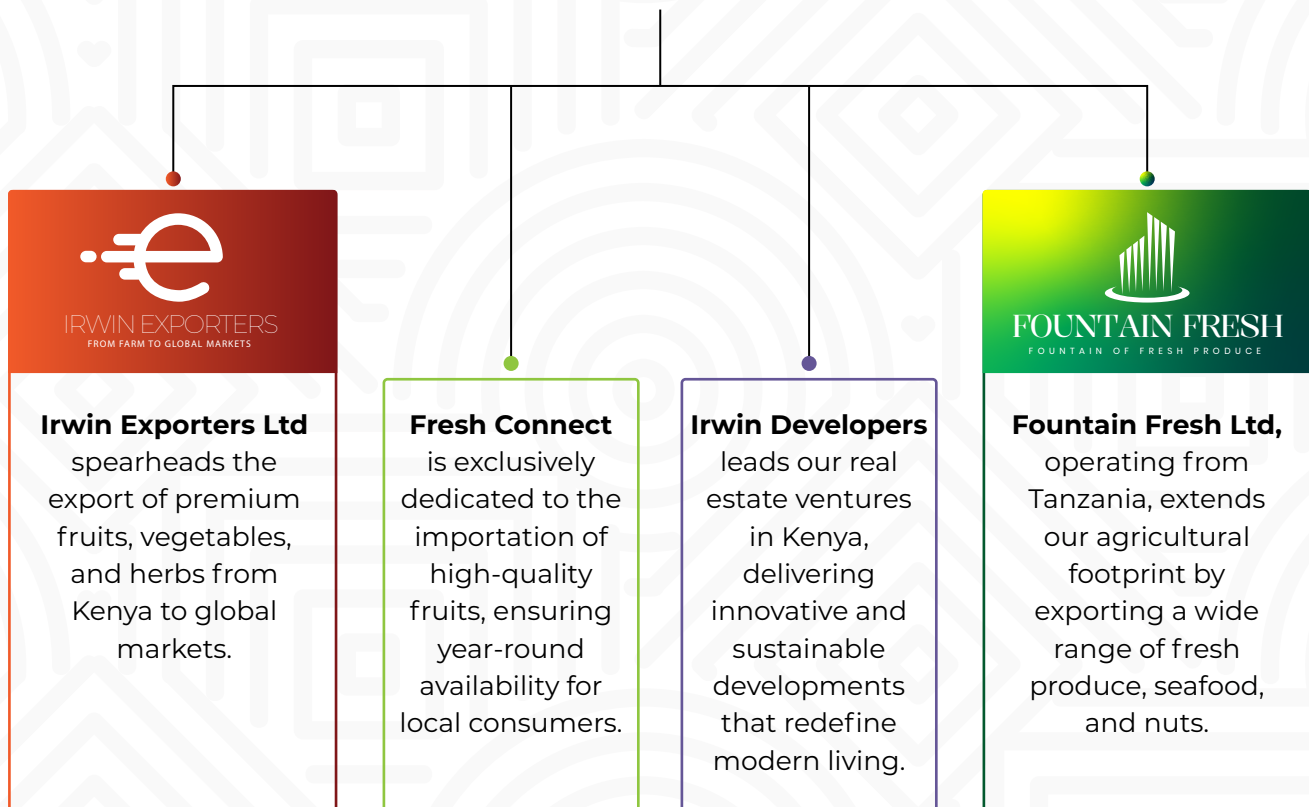 IRWIN EXPORTERS
FROM FARM TO GLOBAL MARKETS
Irwin Exporters Ltd
spearheads the
export of premium
fruits, vegetables,
and herbs from
Kenya to global
markets.
Fresh Connect
is exclusively
dedicated to the
importation of
high-quality
fruits, ensuring
year-round
availability for
local consumers.
Irwin Developers
leads our real
estate ventures
in Kenya,
delivering
innovative and
sustainable
developments
that redefine
modern living.
FOUNTAIN FRESH
FOUNTAIN OF FRESH PRODUCE
Fountain Fresh Ltd,
operating from
Tanzania, extends
our agricultural
footprint by
exporting a wide
range of fresh
produce, seafood,
and nuts.